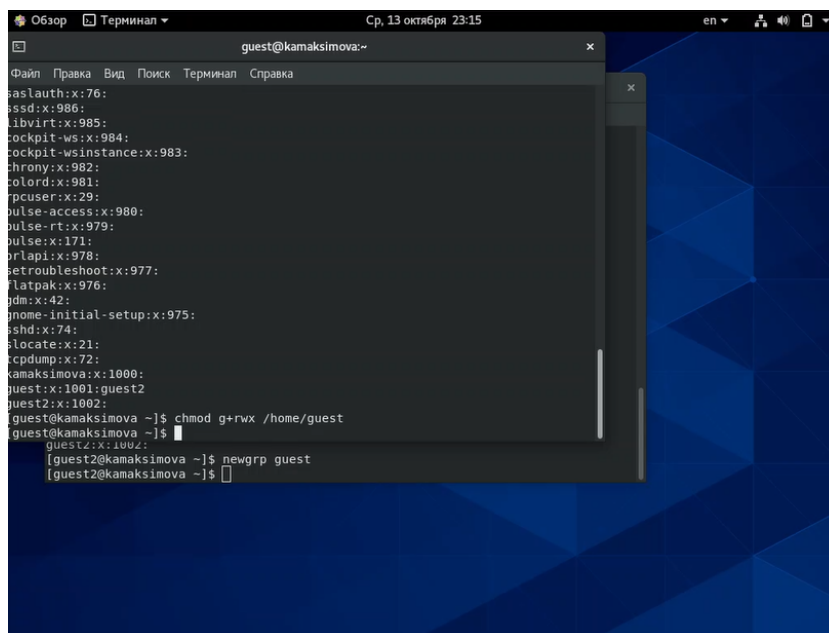 Обзор Терминал Ср, 13 октября 23:15 en
guest@kamaksimova:~
Файл Правка Вид Поиск Терминал Справка
saslauth:x:76:
sssd:x:986:
libvirt:x:985:
cockpit-ws:x:984:
cockpit-wsinstance:x:983:
chrony:x:982:
colord:x:981:
rpcuser:x:29:
pulse-access:x:980:
pulse-rt:x:979:
pulse:x:171:
brlapi:x:978:
setroubleshoot:x:977:
flatpak:x:976:
gdm:x:42:
gnome-initial-setup:x:975:
sshd:x:74:
slocate:x:21:
tcpdump:x:72:
kamaksimova:x:1000:
guest:x:1001:guest2
guest2:x:1002:
[guest@kamaksimova ~]$ chmod g+rwx /home/guest
[guest@kamaksimova ~]$
guest2:x:1002:
[guest2@kamaksimova ~]$ newgrp guest
[guest2@kamaksimova ~]$